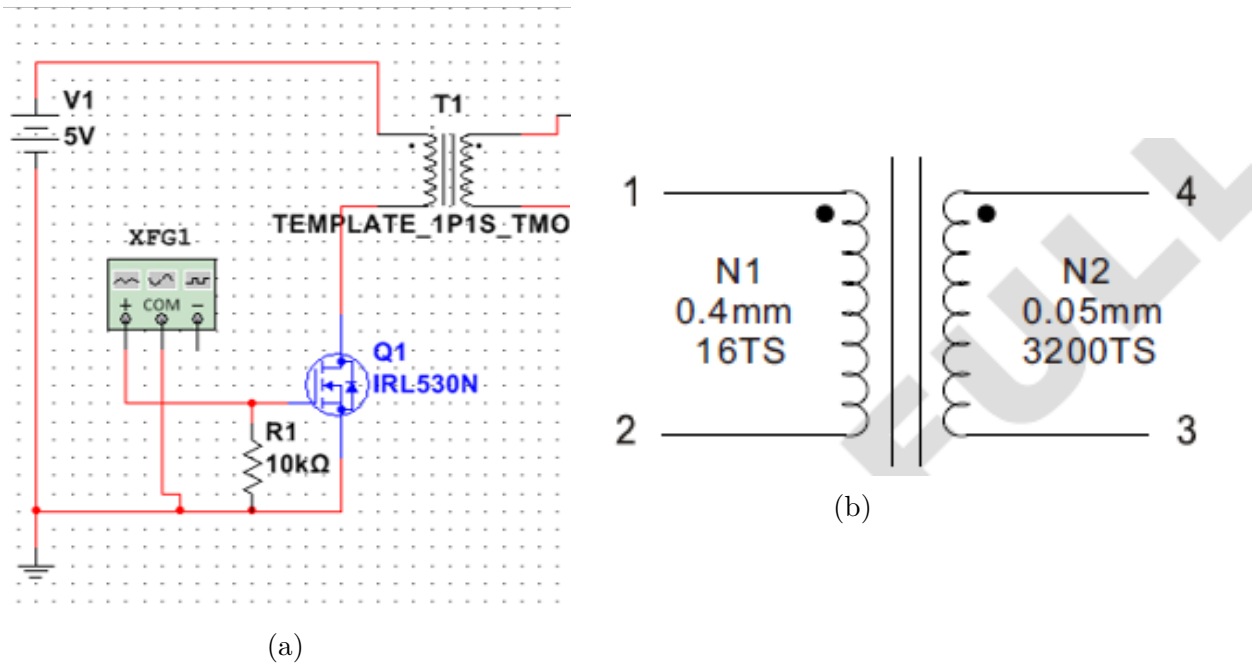 V1
5V
T1
TEMPLATE_1P1S_TMO
XFG1
+ COM −
Q1
IRL530N
R1
10kΩ
(a)
1
4
N1
0.4mm
16TS
N2
0.05mm
3200TS
2
3
FULL
(b)